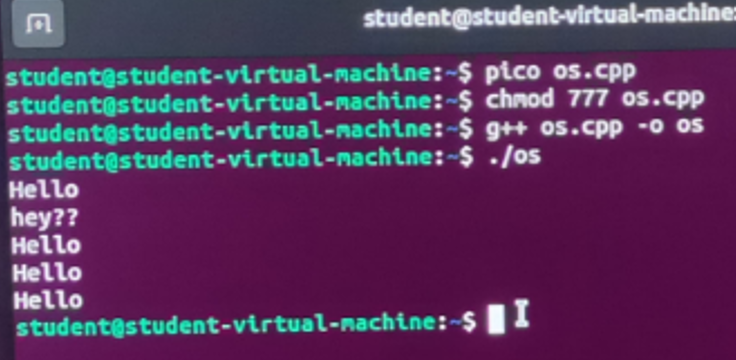 student@student-virtual-machine:
student@student-virtual-machine:~$ pico os.cpp
student@student-virtual-machine:~$ chmod 777 os.cpp
student@student-virtual-machine:~$ g++ os.cpp -o os
student@student-virtual-machine:~$ ./os
Hello
hey??
Hello
Hello
Hello
student@student-virtual-machine:~$